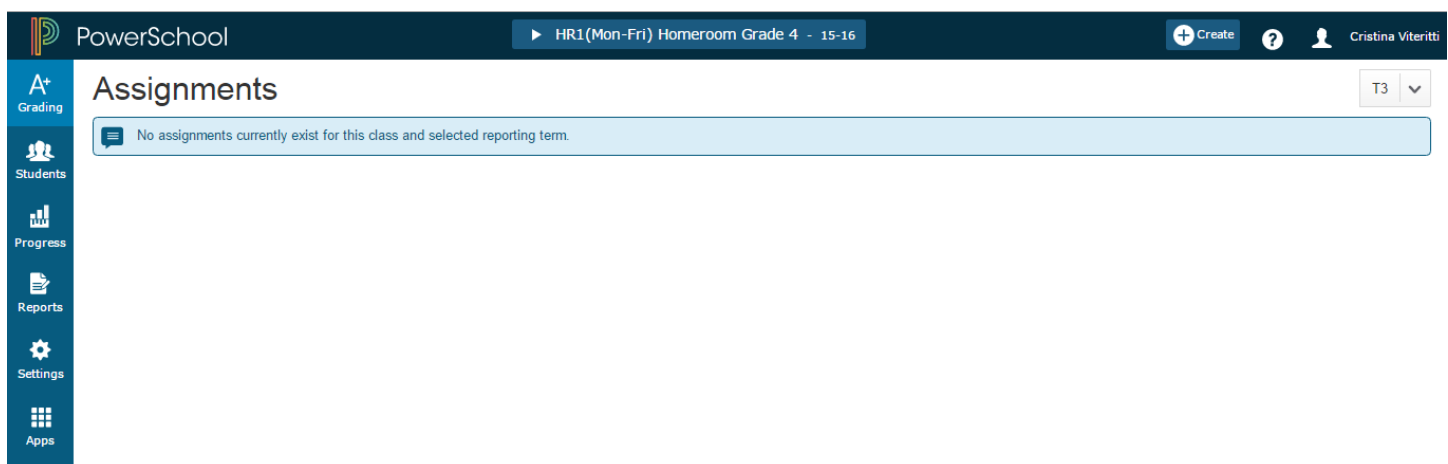 PowerSchool
HR1(Mon-Fri) Homeroom Grade 4 - 15-16
+ Create
?
Cristina Viteritti
A+
Grading
Assignments
T3
No assignments currently exist for this class and selected reporting term.
Students
Progress
Reports
Settings
Apps